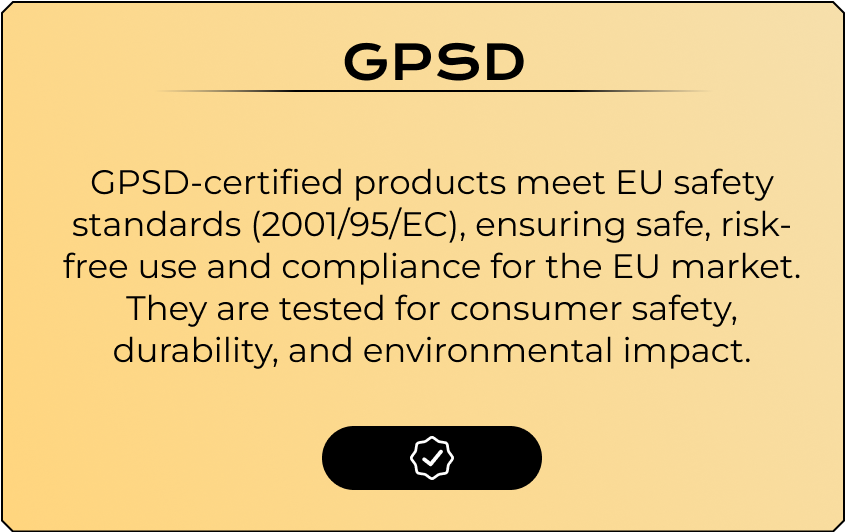 GPSD
GPSD-certified products meet EU safety
standards (2001/95/EC), ensuring safe, risk-
free use and compliance for the EU market.
They are tested for consumer safety,
durability, and environmental impact.